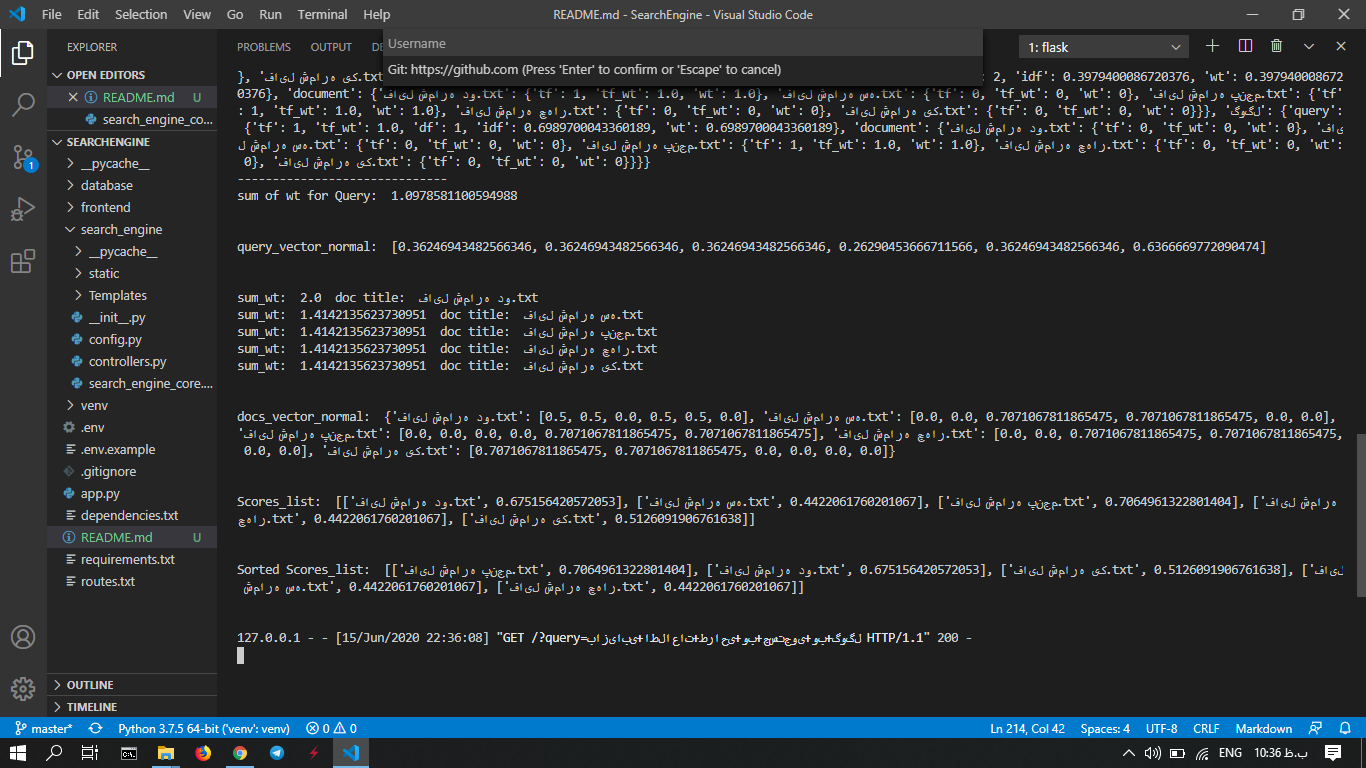 File Edit Selection View Go Run Terminal Help
README.md - SearchEngine - Visual Studio Code
EXPLORER
OPEN EDITORS
README.md U
search_engine_co...
SEARCHENGINE
__pycache__
database
frontend
search_engine
__pycache__
static
Templates
__init__.py
config.py
controllers.py
search_engine_core....
venv
.env
.env.example
.gitignore
app.py
dependencies.txt
README.md U
requirements.txt
routes.txt
OUTLINE
TIMELINE
1
PROBLEMS OUTPUT DE
1: flask
Username
Git: https://github.com (Press 'Enter' to confirm or 'Escape' to cancel)
}, 'فایل شماره یک.txt 2, 'idf': 0.3979400086720376, 'wt': 0.39794000867
20376}, 'document': {'فایل شماره دو.txt': {'tf': 1, 'tf_wt': 1.0, 'wt': 1.0}, 'فایل شماره سه.txt': {'tf': 0, 'tf_wt': 0, 'wt': 0}, 'فایل شماره پنجم.txt': {'tf'
: 1, 'tf_wt': 1.0, 'wt': 1.0}, 'فایل شماره چهار.txt': {'tf': 0, 'tf_wt': 0, 'wt': 0}, 'فایل شماره یک.txt': {'tf': 0, 'tf_wt': 0, 'wt': 0}}}, 'گوگل': {'query':
{'tf': 1, 'tf_wt': 1.0, 'df': 1, 'idf': 0.6989700043360189, 'wt': 0.6989700043360189}, 'document': {'فایل شماره دو.txt': {'tf': 0, 'tf_wt': 0, 'wt': 0}, 'فای
ل شماره سه.txt': {'tf': 0, 'tf_wt': 0, 'wt': 0}, 'فایل شماره پنجم.txt': {'tf': 1, 'tf_wt': 1.0, 'wt': 1.0}, 'فایل شماره چهار.txt': {'tf': 0, 'tf_wt': 0, 'wt':
0}, 'فایل شماره یک.txt': {'tf': 0, 'tf_wt': 0, 'wt': 0}}}}
------------------------------
sum of wt for Query: 1.0978581100594988
query_vector_normal: [0.36246943482566346, 0.36246943482566346, 0.36246943482566346, 0.26290453666711566, 0.36246943482566346, 0.6366669772090474]
sum_wt: 2.0 doc title: فایل شماره دو.txt
sum_wt: 1.4142135623730951 doc title: فایل شماره سه.txt
sum_wt: 1.4142135623730951 doc title: فایل شماره پنجم.txt
sum_wt: 1.4142135623730951 doc title: فایل شماره چهار.txt
sum_wt: 1.4142135623730951 doc title: فایل شماره یک.txt
docs_vector_normal: {'فایل شماره دو.txt': [0.5, 0.5, 0.0, 0.5, 0.5, 0.0], 'فایل شماره سه.txt': [0.0, 0.0, 0.7071067811865475, 0.7071067811865475, 0.0, 0.0],
'فایل شماره پنجم.txt': [0.0, 0.0, 0.0, 0.0, 0.7071067811865475, 0.7071067811865475], 'فایل شماره چهار.txt': [0.0, 0.0, 0.7071067811865475, 0.7071067811865475,
0.0, 0.0], 'فایل شماره یک.txt': [0.7071067811865475, 0.7071067811865475, 0.0, 0.0, 0.0, 0.0]}
Scores_list: [['فایل شماره دو.txt', 0.675156420572053], ['فایل شماره سه.txt', 0.4422061760201067], ['فایل شماره پنجم.txt', 0.7064961322801404], ['فایل شماره
چهار.txt', 0.4422061760201067], ['فایل شماره یک.txt', 0.5126091906761638]]
Sorted Scores_list: [['فایل شماره پنجم.txt', 0.7064961322801404], ['فایل شماره دو.txt', 0.675156420572053], ['فایل شماره یک.txt', 0.5126091906761638], ['فایل
شماره سه.txt', 0.4422061760201067], ['فایل شماره چهار.txt', 0.4422061760201067]]
127.0.0.1 - - [15/Jun/2020 22:36:08] "GET /?query=بازیابی+اطلاعات+طراحی+وب+جستجوی+وب+گوگل HTTP/1.1" 200 -
master* Python 3.7.5 64-bit ('venv': venv) 0 0 Ln 214, Col 42 Spaces: 4 UTF-8 CRLF Markdown
ENG 10:36 ب.ظ